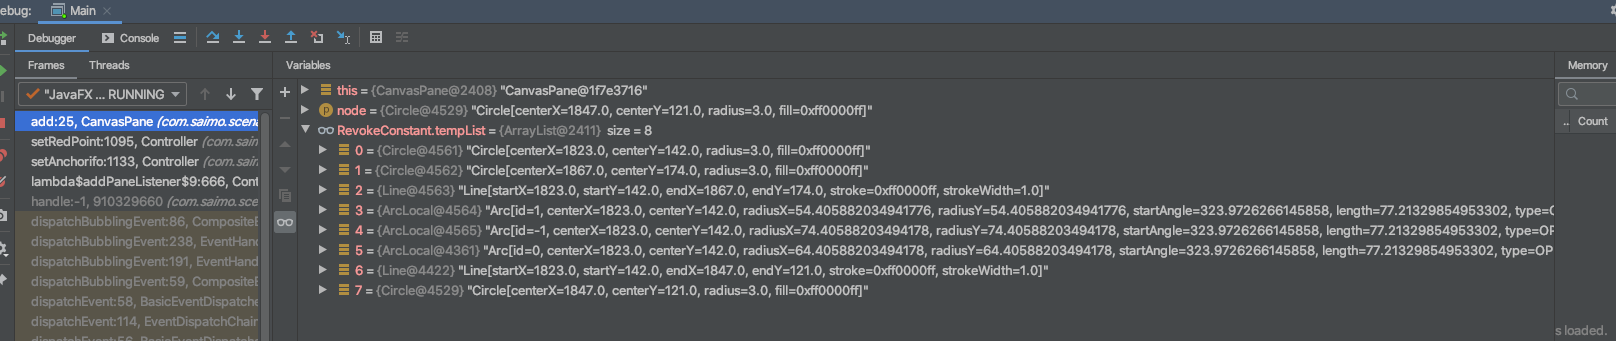 ebug: Main ×
Debugger Console
Frames Threads
"JavaFX ... RUNNING
add:25, CanvasPane (com.saimo.scena
setRedPoint:1095, Controller (com.sai
setAnchorifo:1133, Controller (com.sa
lambda$addPaneListener$9:666, Cont
handle:-1, 910329660 (com.saimo.sce
dispatchBubblingEvent:86, CompositeE
dispatchBubblingEvent:238, EventHand
dispatchBubblingEvent:191, EventHand
dispatchBubblingEvent:59, CompositeE
dispatchEvent:58, BasicEventDispatche
dispatchEvent:114, EventDispatchChain
Variables
this = {CanvasPane@2408} "CanvasPane@1f7e3716"
p node = {Circle@4529} "Circle[centerX=1847.0, centerY=121.0, radius=3.0, fill=0xff0000ff]"
RevokeConstant.tempList = {ArrayList@2411} size = 8
0 = {Circle@4561} "Circle[centerX=1823.0, centerY=142.0, radius=3.0, fill=0xff0000ff]"
1 = {Circle@4562} "Circle[centerX=1867.0, centerY=174.0, radius=3.0, fill=0xff0000ff]"
2 = {Line@4563} "Line[startX=1823.0, startY=142.0, endX=1867.0, endY=174.0, stroke=0xff0000ff, strokeWidth=1.0]"
3 = {ArcLocal@4564} "Arc[id=1, centerX=1823.0, centerY=142.0, radiusX=54.405882034941776, radiusY=54.405882034941776, startAngle=323.9726266145858, length=77.21329854953302, type=O
4 = {ArcLocal@4565} "Arc[id=-1, centerX=1823.0, centerY=142.0, radiusX=74.40588203494178, radiusY=74.40588203494178, startAngle=323.9726266145858, length=77.21329854953302, type=OP
5 = {ArcLocal@4361} "Arc[id=0, centerX=1823.0, centerY=142.0, radiusX=64.40588203494178, radiusY=64.40588203494178, startAngle=323.9726266145858, length=77.21329854953302, type=OPE
6 = {Line@4422} "Line[startX=1823.0, startY=142.0, endX=1847.0, endY=121.0, stroke=0xff0000ff, strokeWidth=1.0]"
7 = {Circle@4529} "Circle[centerX=1847.0, centerY=121.0, radius=3.0, fill=0xff0000ff]"
Memory
.. Count
s loaded.